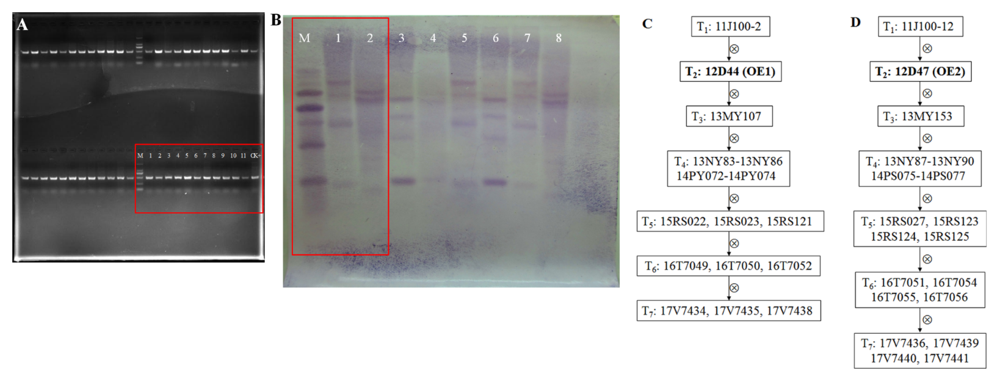 A
M 1 2 3 4 5 6 7 8 9 10 11 CK+
B
M 1 2 3 4 5 6 7 8
C
T1: 11J100-2
⊗
T2: 12D44 (OE1)
⊗
T3: 13MY107
⊗
T4: 13NY83-13NY86
14PY072-14PY074
⊗
T5: 15RS022, 15RS023, 15RS121
⊗
T6: 16T7049, 16T7050, 16T7052
⊗
T7: 17V7434, 17V7435, 17V7438
D
T1: 11J100-12
⊗
T2: 12D47 (OE2)
⊗
T3: 13MY153
⊗
T4: 13NY87-13NY90
14PS075-14PS077
⊗
T5: 15RS027, 15RS123
15RS124, 15RS125
⊗
T6: 16T7051, 16T7054
16T7055, 16T7056
⊗
T7: 17V7436, 17V7439
17V7440, 17V7441